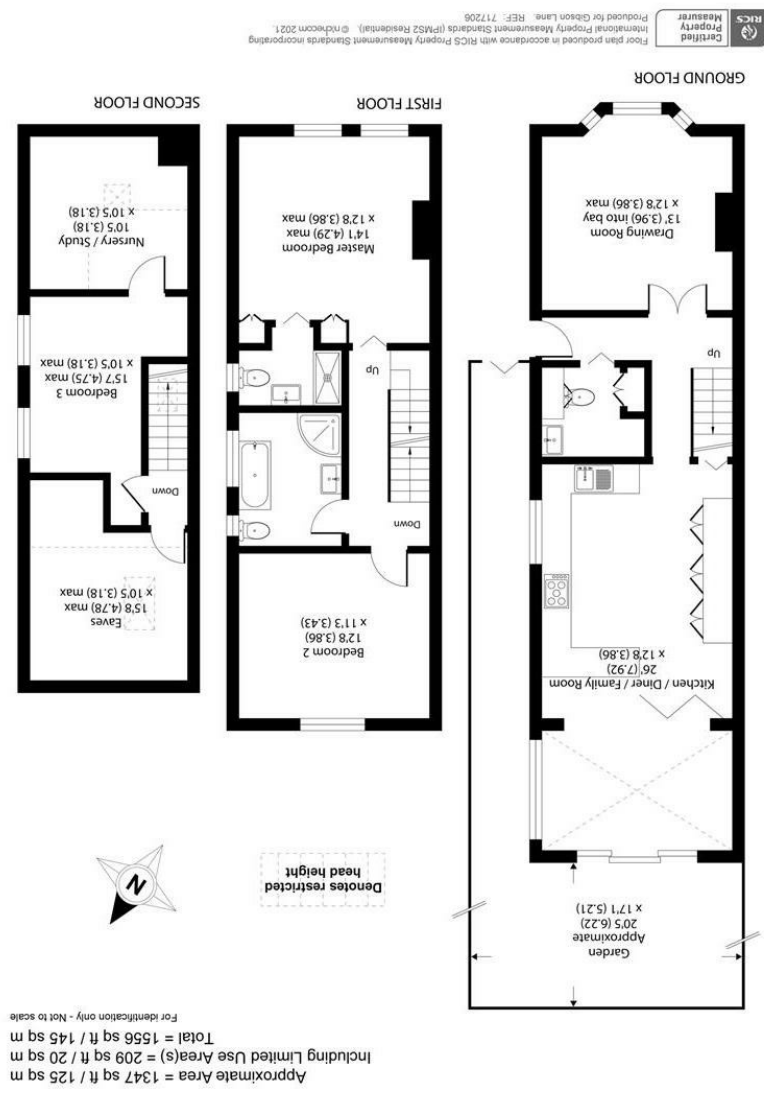 Approximate Area = 1347 sq ft / 125 sq m
Including Limited Use Area(s) = 209 sq ft / 20 sq m
Total = 1556 sq ft / 145 sq m
For identification only - Not to scale
Garden
Approximate
20'5 (6.22)
x 17'1 (5.21)
Denotes restricted
head height
N
Kitchen / Diner / Family Room
26' (7.92)
x 12'8 (3.86)
Up
Drawing Room
13' (3.96) into bay
x 12'8 (3.86) max
GROUND FLOOR
Bedroom 2
12'8 (3.86)
x 11'3 (3.43)
Down
Up
Master Bedroom
14'1 (4.29) max
x 12'8 (3.86) max
FIRST FLOOR
Eaves
15'8 (4.78) max
x 10'5 (3.18) max
Down
Bedroom 3
15'7 (4.75) max
x 10'5 (3.18) max
Nursery / Study
10'5 (3.18)
x 10'5 (3.18)
SECOND FLOOR
RICS
Certified
Property
Measurer
Floor plan produced in accordance with RICS Property Measurement Standards incorporating
International Property Measurement Standards (IPMS2 Residential). © nichecom 2021.
Produced for Gibson Lane. REF: 717206